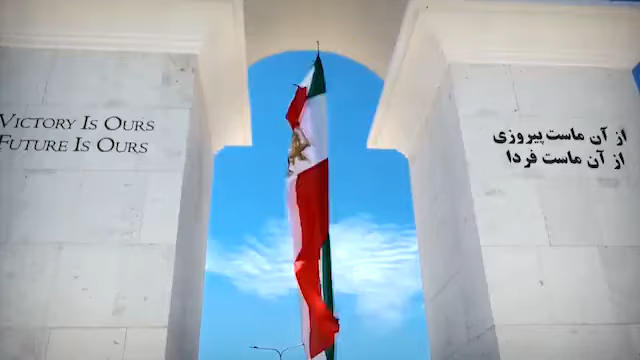 VICTORY IS OURS
FUTURE IS OURS
از آن ماست پیروزی
از آن ماست فردا